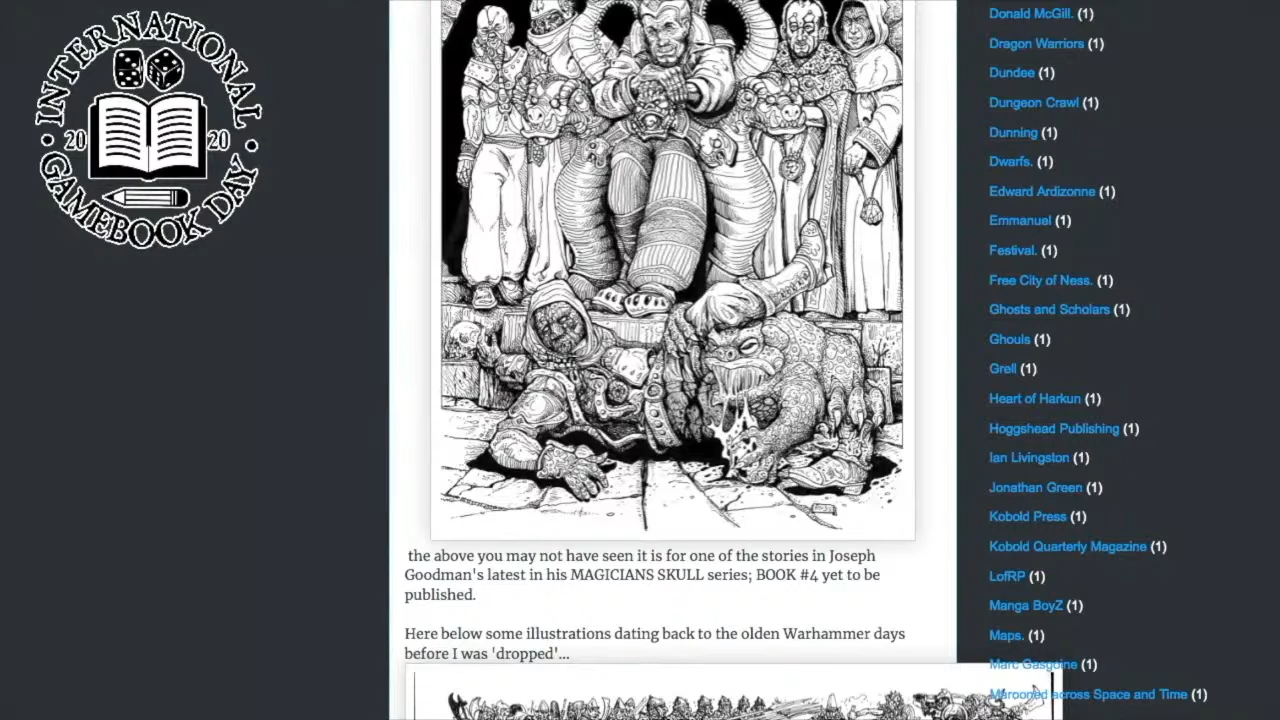 INTERNATIONAL
20 20
GAMEBOOK DAY
the above you may not have seen it is for one of the stories in Joseph
Goodman's latest in his MAGICIANS SKULL series; BOOK #4 yet to be
published.
Here below some illustrations dating back to the olden Warhammer days
before I was 'dropped'...
Donald McGill. (1)
Dragon Warriors (1)
Dundee (1)
Dungeon Crawl (1)
Dunning (1)
Dwarfs. (1)
Edward Ardizonne (1)
Emmanuel (1)
Festival. (1)
Free City of Ness. (1)
Ghosts and Scholars (1)
Ghouls (1)
Grell (1)
Heart of Harkun (1)
Hoggshead Publishing (1)
Ian Livingston (1)
Jonathan Green (1)
Kobold Press (1)
Kobold Quarterly Magazine (1)
LofRP (1)
Manga BoyZ (1)
Maps. (1)
Marc Gasgoine (1)
Marooned across Space and Time (1)